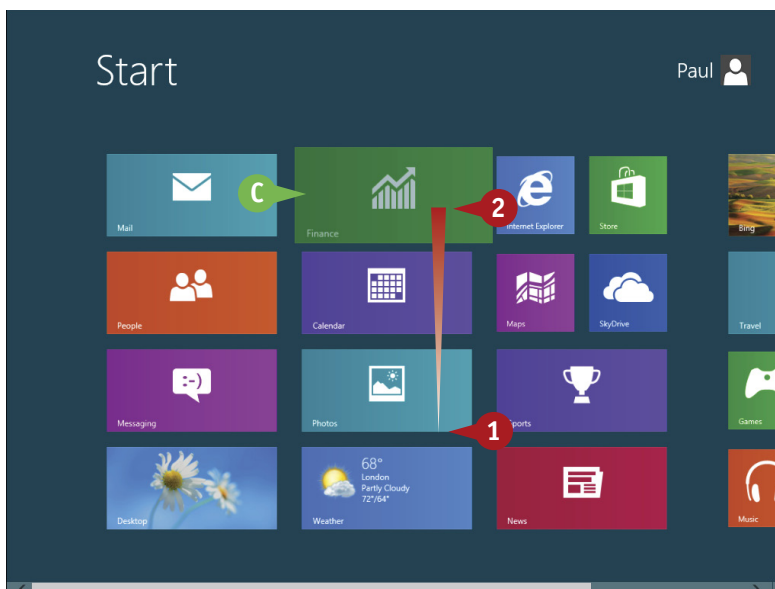 Start
Paul
Mail
C
Finance
2
Internet Explorer
Store
Bing
People
Calendar
Maps
SkyDrive
Travel
Messaging
:-)
Photos
1
Sports
Games
Desktop
68°
London
Partly Cloudy
72°/64°
Weather
News
Music